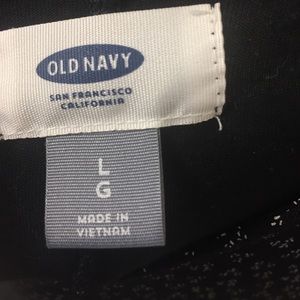 OLD NAVY
SAN FRANCISCO
CALIFORNIA
L
G
MADE IN
VIETNAM